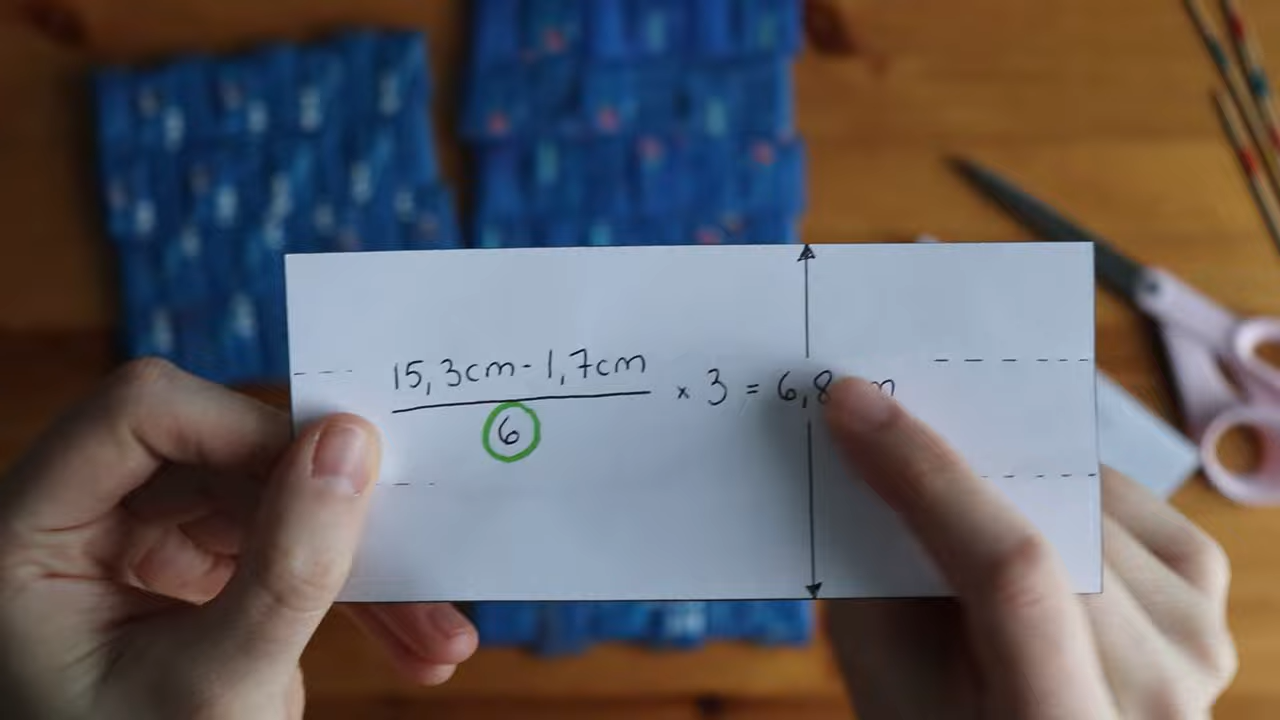 15,3cm - 1,7cm
6 × 3 = 6,8